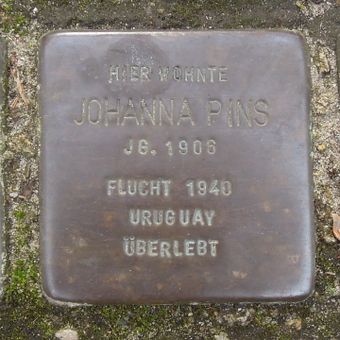 HIER WOHNTE
JOHANNA PINS
JG. 1906
FLUCHT 1940
URUGUAY
ÜBERLEBT